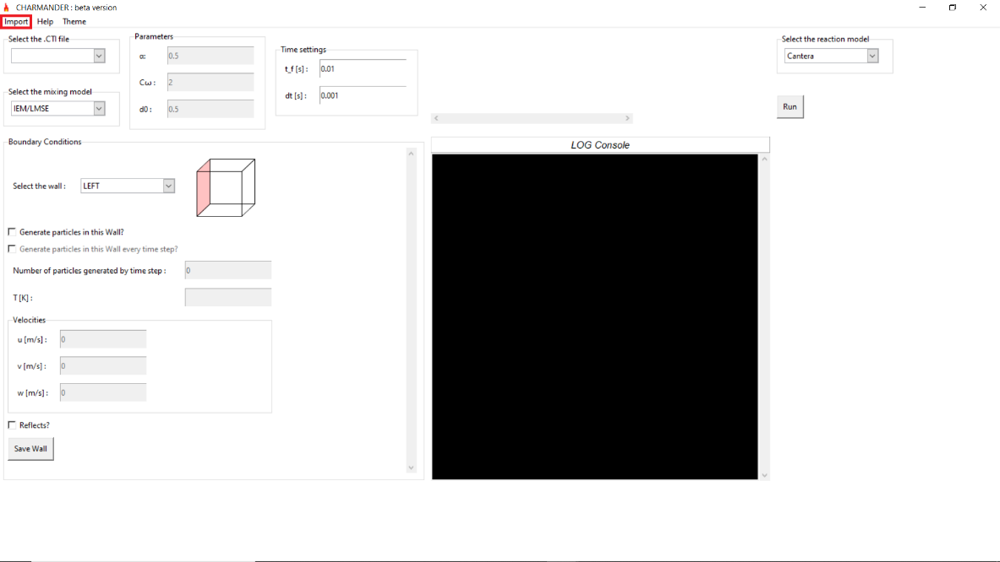 CHARMANDER : beta version
Import Help Theme
Select the .CTI file
Select the mixing model
IEM/LMSE
Parameters
α: 0.5
Cω : 2
d0 : 0.5
Time settings
t_f [s] : 0.01
dt [s] : 0.001
Select the reaction model
Cantera
Run
Boundary Conditions
Select the wall : LEFT
Generate particles in this Wall?
Generate particles in this Wall every time step?
Number of particles generated by time step : 0
T [K] :
Velocities
u [m/s] : 0
v [m/s] : 0
w [m/s] : 0
Reflects?
Save Wall
LOG Console